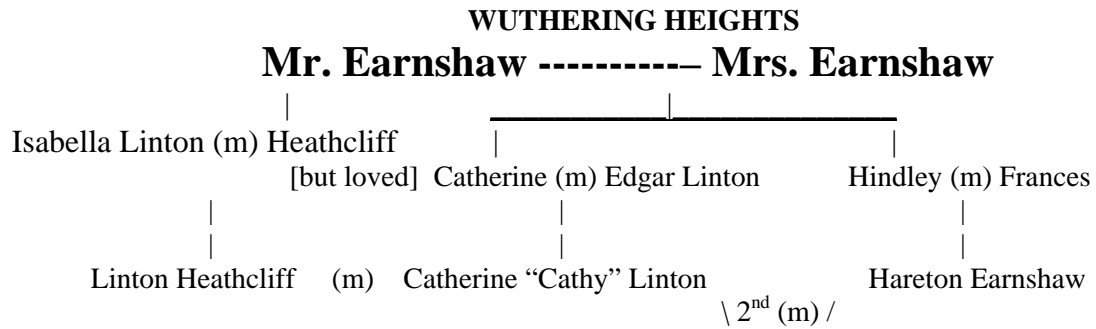 WUTHERING HEIGHTS
Mr. Earnshaw ----------– Mrs. Earnshaw
| |
Isabella Linton (m) Heathcliff | |
[but loved] Catherine (m) Edgar Linton Hindley (m) Frances
| | |
| | |
Linton Heathcliff (m) Catherine “Cathy” Linton Hareton Earnshaw
\ 2nd (m) /